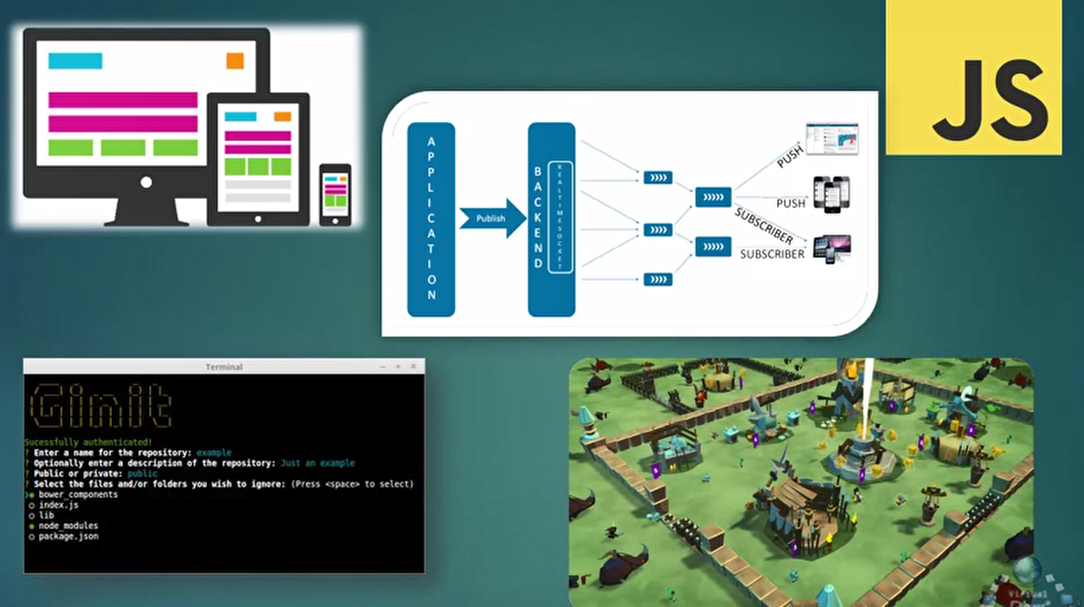 JS
APPLICATION
Publish
BACKEND
REALTIMESOCKET
PUSH
PUSH
SUBSCRIBER
SUBSCRIBER
Terminal
Ginit
Sucessfully authenticated!
? Enter a name for the repository: example
? Optionally enter a description of the repository: Just an example
? Public or private: public
? Select the files and/or folders you wish to ignore: (Press <space> to select)
bower_components
index.js
lib
node_modules
package.json
Virtual